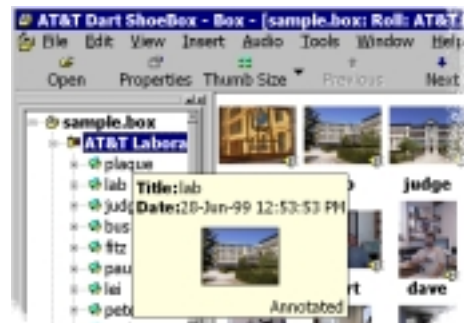 AT&T Dart ShoeBox - Box - [sample.box: Roll: AT&T
File Edit View Insert Audio Tools Window Help
Open Properties Thumb Size Previous Next
sample.box
AT&T Labora
plaque
lab
judg
bus
fitz
pau
lei
pete
Title:lab
Date:28-Jun-99 12:53:53 PM
Annotated
judge
dave